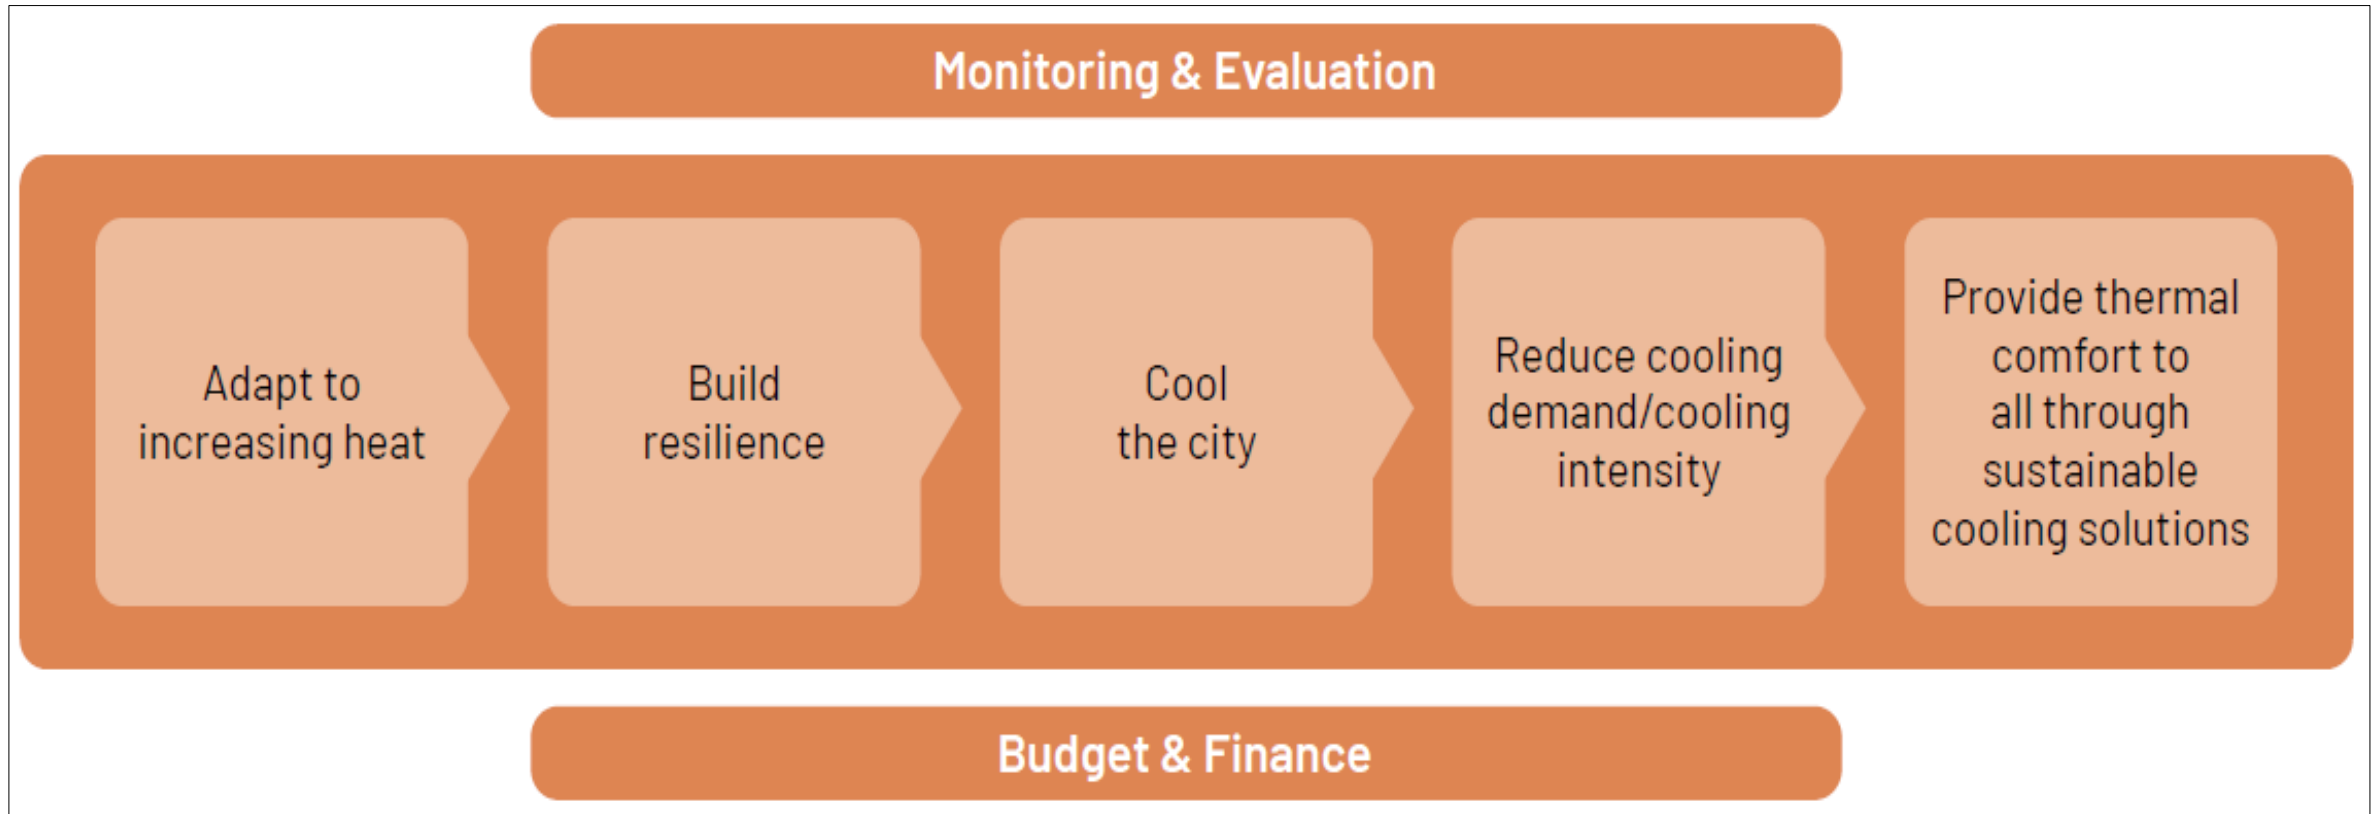 Monitoring & Evaluation
Adapt to
increasing heat
Build
resilience
Cool
the city
Reduce cooling
demand/cooling
intensity
Provide thermal
comfort to
all through
sustainable
cooling solutions
Budget & Finance